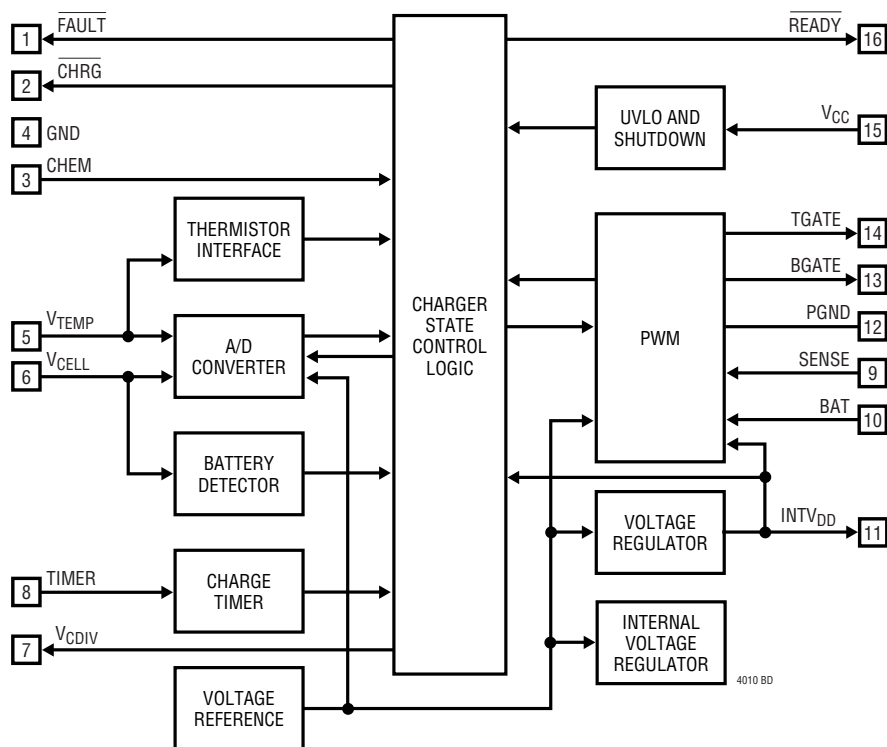 1 FAULT
2 CHRG
4 GND
3 CHEM
THERMISTOR
INTERFACE
5 VTEMP
6 VCELL
A/D
CONVERTER
BATTERY
DETECTOR
8 TIMER
CHARGE
TIMER
7 VCDIV
VOLTAGE
REFERENCE
CHARGER
STATE
CONTROL
LOGIC
READY 16
UVLO AND
SHUTDOWN
VCC 15
PWM
TGATE 14
BGATE 13
PGND 12
SENSE 9
BAT 10
VOLTAGE
REGULATOR
INTVDD 11
INTERNAL
VOLTAGE
REGULATOR
4010 BD